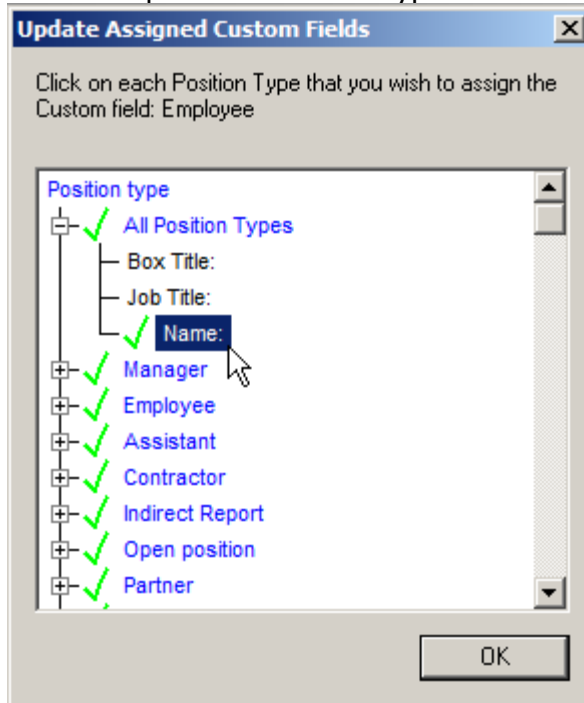 Update Assigned Custom Fields
Click on each Position Type that you wish to assign the
Custom field: Employee
Position type
All Position Types
Box Title:
Job Title:
Name:
Manager
Employee
Assistant
Contractor
Indirect Report
Open position
Partner
OK